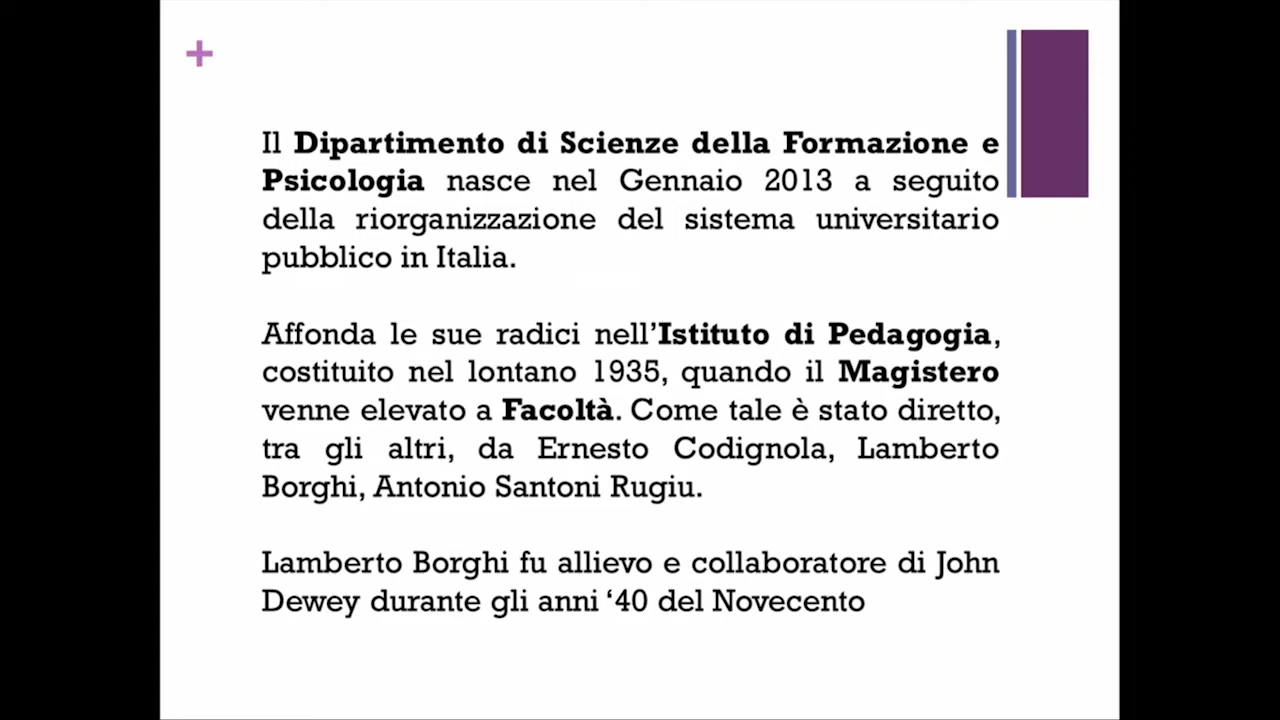 +
Il Dipartimento di Scienze della Formazione e
Psicologia nasce nel Gennaio 2013 a seguito
della riorganizzazione del sistema universitario
pubblico in Italia.
Affonda le sue radici nell’Istituto di Pedagogia,
costituito nel lontano 1935, quando il Magistero
venne elevato a Facoltà. Come tale è stato diretto,
tra gli altri, da Ernesto Codignola, Lamberto
Borghi, Antonio Santoni Rugiu.
Lamberto Borghi fu allievo e collaboratore di John
Dewey durante gli anni ‘40 del Novecento